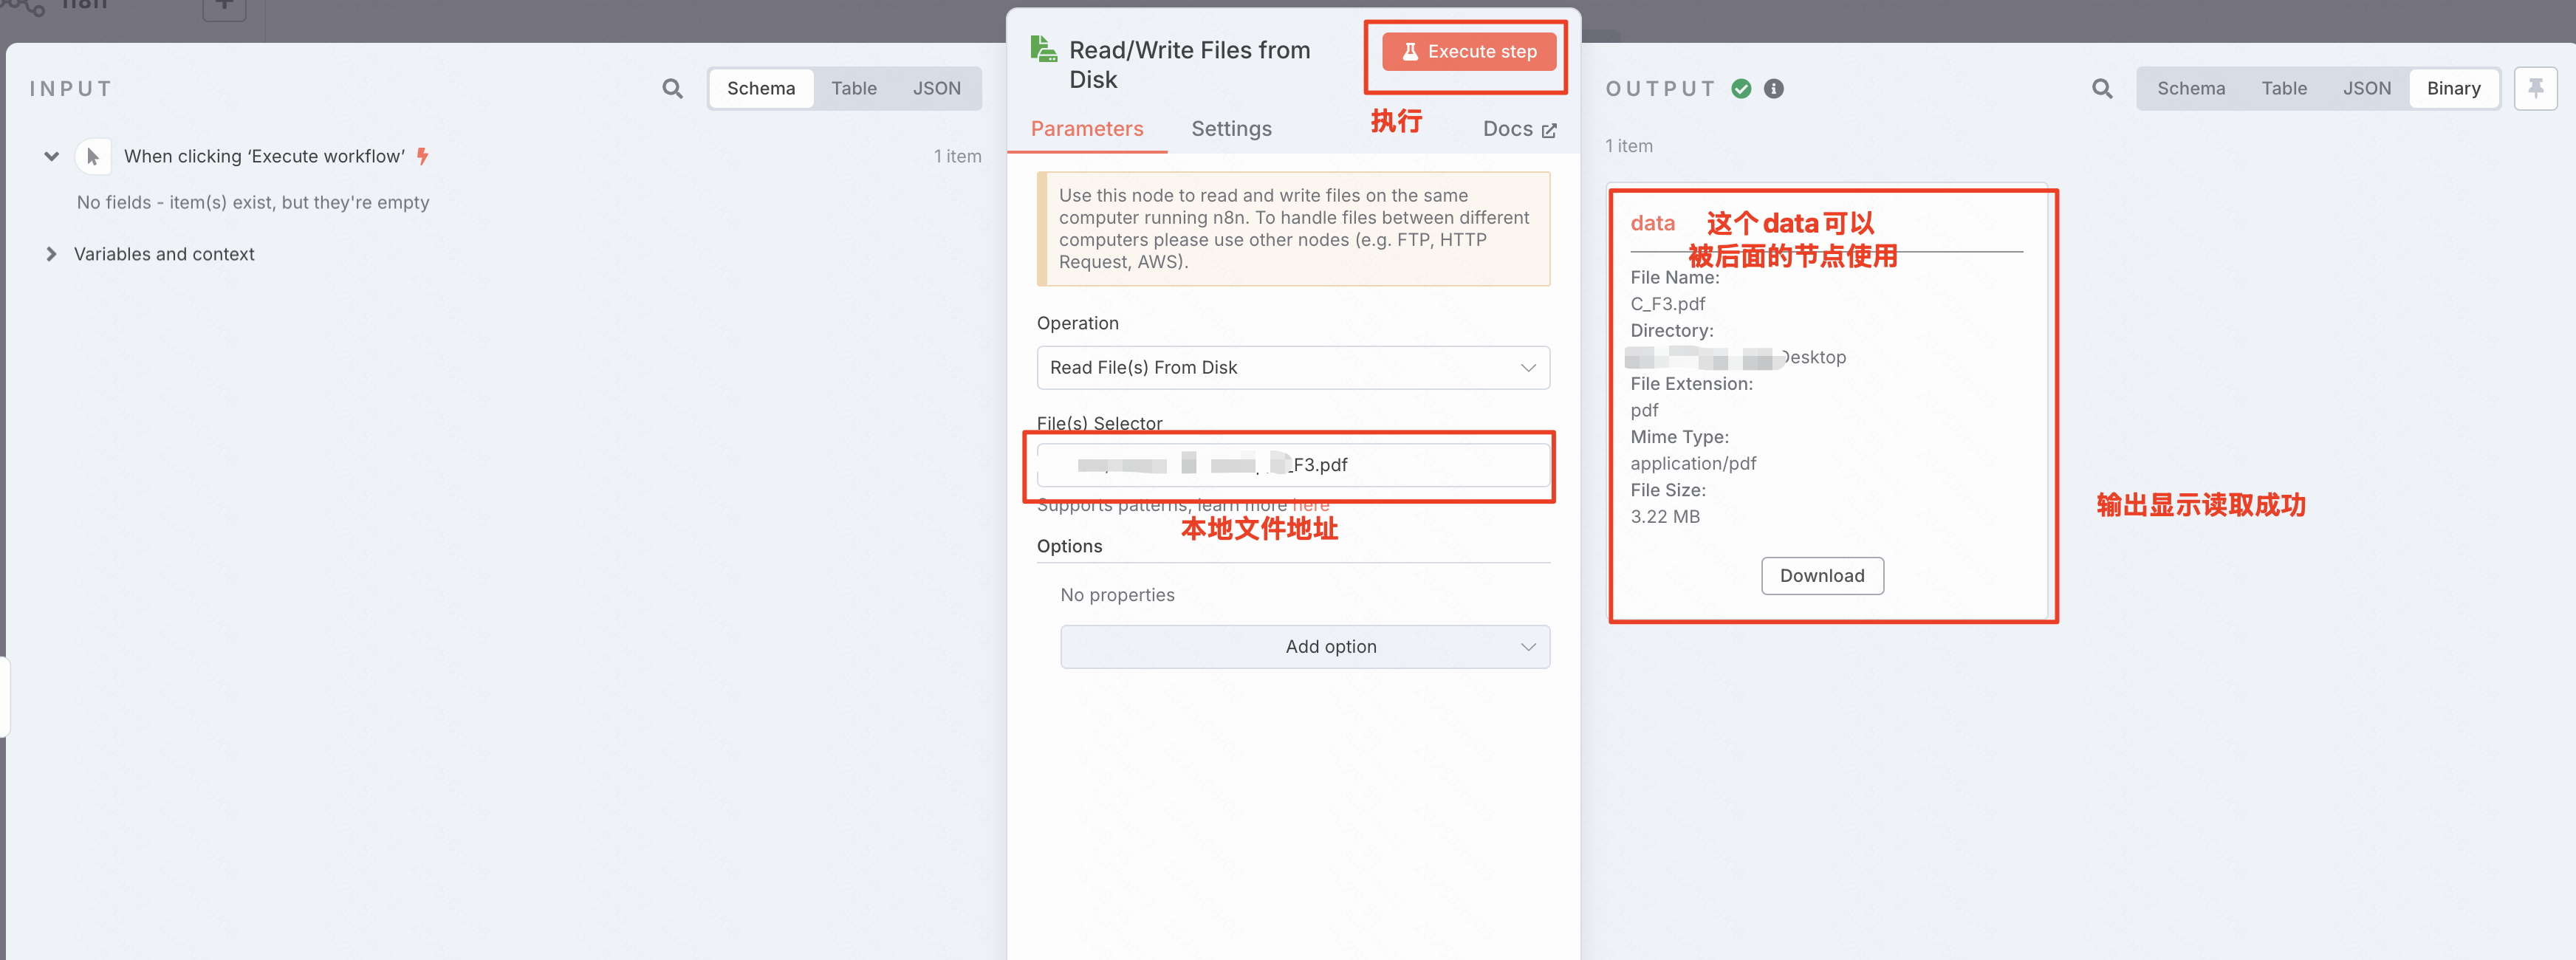 n8n
INPUT
Schema
Table
JSON
When clicking ‘Execute workflow’
1 item
No fields - item(s) exist, but they're empty
Variables and context
Read/Write Files from
Disk
Execute step
执行
Parameters
Settings
Docs
Use this node to read and write files on the same
computer running n8n. To handle files between different
computers please use other nodes (e.g. FTP, HTTP
Request, AWS).
Operation
Read File(s) From Disk
File(s) Selector
_F3.pdf
Supports patterns, learn more here
本地文件地址
Options
No properties
Add option
OUTPUT
Schema
Table
JSON
Binary
1 item
data
这个data可以
被后面的节点使用
File Name:
C_F3.pdf
Directory:
Desktop
File Extension:
pdf
Mime Type:
application/pdf
File Size:
3.22 MB
Download
输出显示读取成功